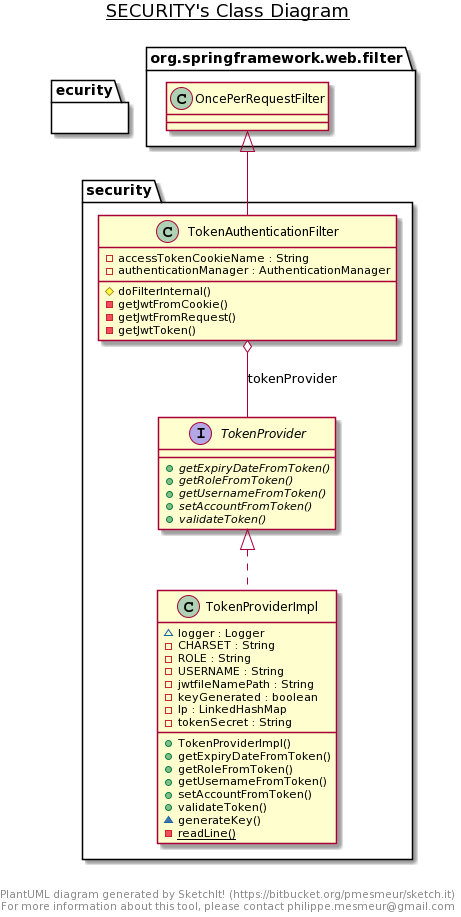 SECURITY's Class Diagram
org.springframework.web.filter
ecurity
C OncePerRequestFilter
security
C TokenAuthenticationFilter
accessTokenCookieName : String
authenticationManager : AuthenticationManager
doFilterInternal()
getJwtFromCookie()
getJwtFromRequest()
getJwtToken()
tokenProvider
I TokenProvider
getExpiryDateFromToken()
getRoleFromToken()
getUsernameFromToken()
setAccountFromToken()
validateToken()
C TokenProviderImpl
logger : Logger
CHARSET : String
ROLE : String
USERNAME : String
jwtfileNamePath : String
keyGenerated : boolean
lp : LinkedHashMap
tokenSecret : String
TokenProviderImpl()
getExpiryDateFromToken()
getRoleFromToken()
getUsernameFromToken()
setAccountFromToken()
validateToken()
generateKey()
readLine()
PlantUML diagram generated by SketchIt! (https://bitbucket.org/pmesmeur/sketch.it)
For more information about this tool, please contact philippe.mesmeur@gmail.com